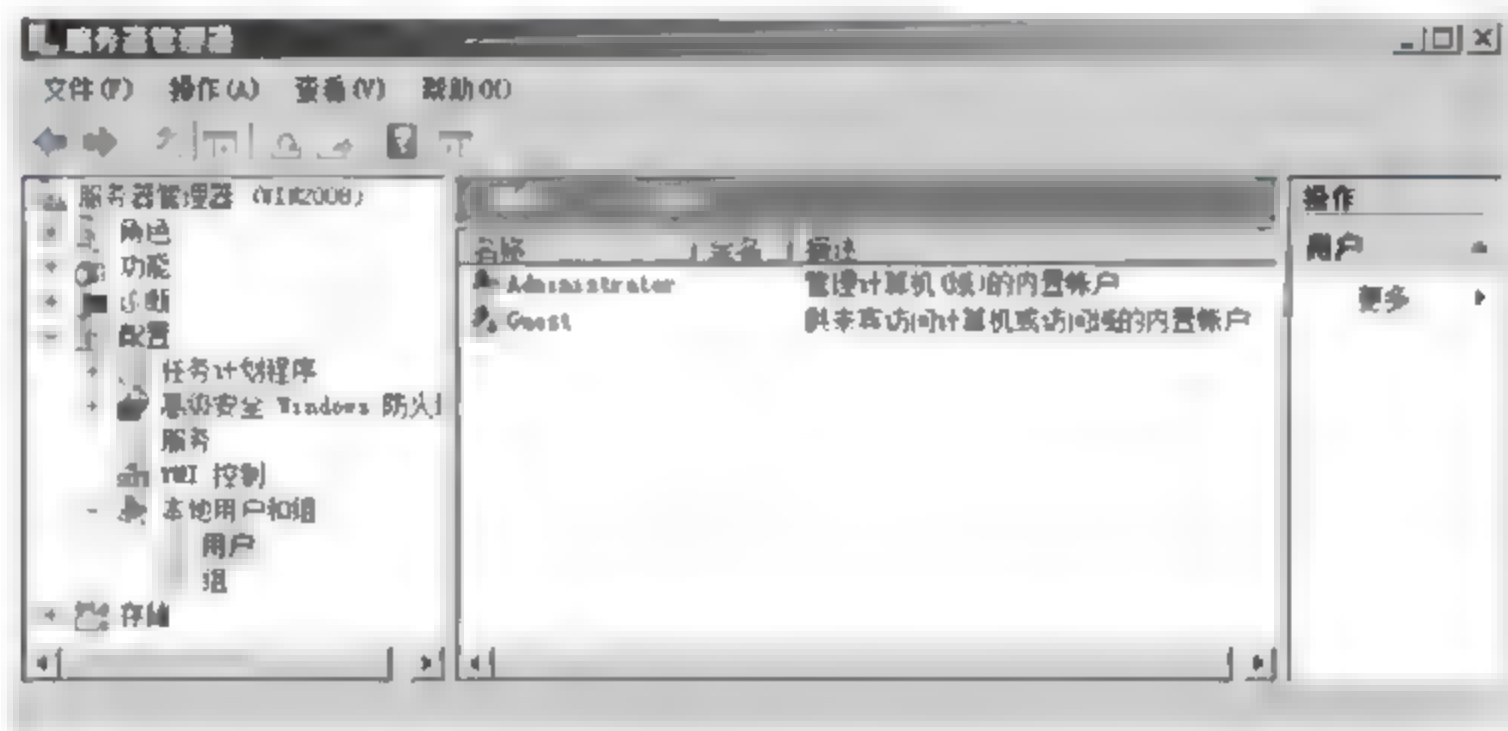 服务器管理器
文件(F) 操作(A) 查看(V) 帮助(H)
服务器管理器 (WIN2008)
角色
功能
诊断
配置
任务计划程序
高级安全 Windows 防火
服务
WMI 控制
本地用户和组
用户
组
存储
名称 全名 描述
Administrator 管理计算机(域)的内置帐户
Guest 供来宾访问计算机或访问域的内置帐户
操作
用户
更多